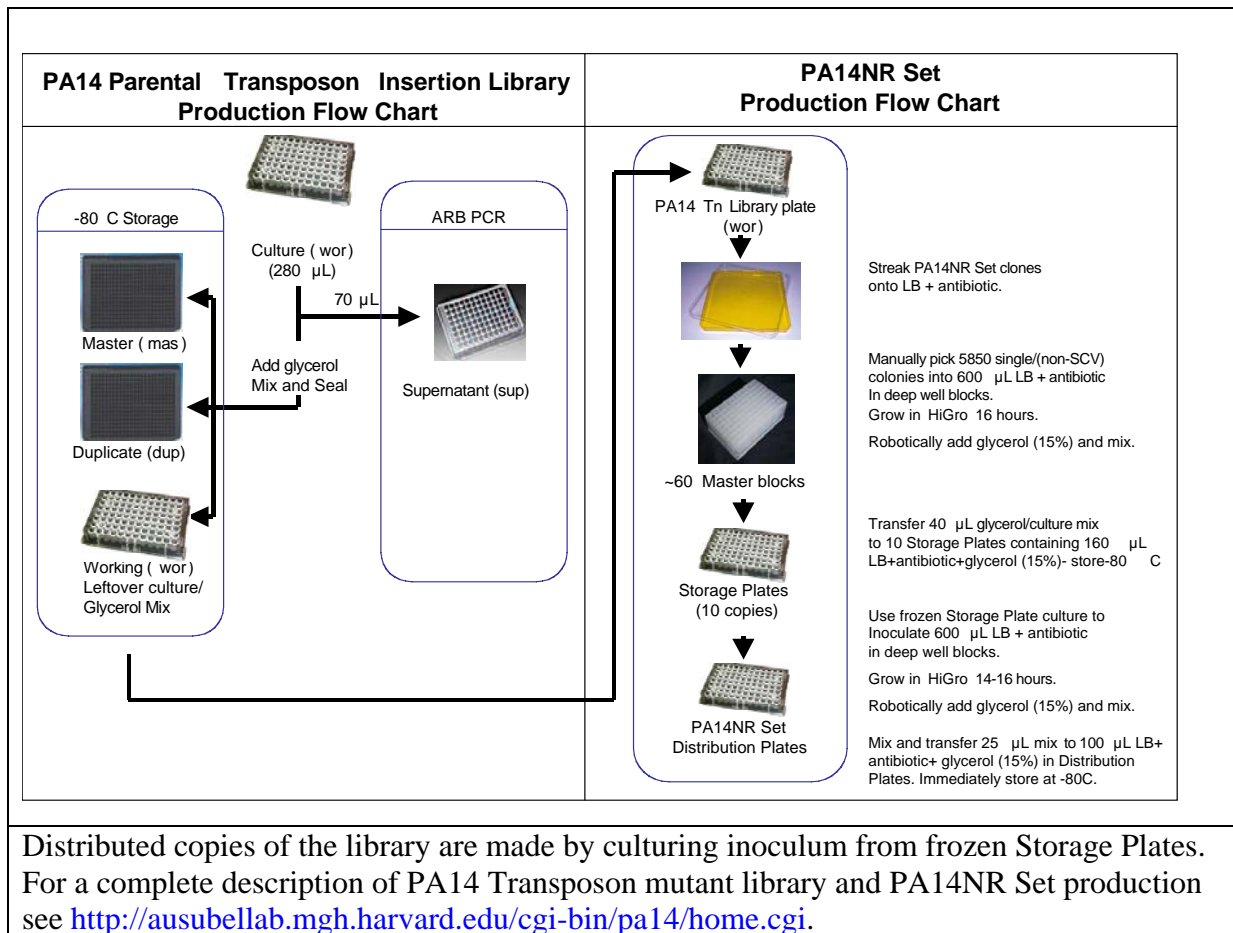 PA14 Parental Transposon Insertion Library
Production Flow Chart
-80 C Storage
Master ( mas )
Duplicate (dup)
Working ( wor )
Leftover culture/
Glycerol Mix
Culture ( wor )
(280 µL)
70 µL
Add glycerol
Mix and Seal
ARB PCR
Supernatant (sup)
PA14NR Set
Production Flow Chart
PA14 Tn Library plate
(wor)
Streak PA14NR Set clones
onto LB + antibiotic.
Manually pick 5850 single/(non-SCV)
colonies into 600 µL LB + antibiotic
In deep well blocks.
Grow in HiGro 16 hours.
Robotically add glycerol (15%) and mix.
~60 Master blocks
Transfer 40 µL glycerol/culture mix
to 10 Storage Plates containing 160 µL
LB+antibiotic+glycerol (15%)- store-80 C
Storage Plates
(10 copies)
Use frozen Storage Plate culture to
Inoculate 600 µL LB + antibiotic
in deep well blocks.
Grow in HiGro 14-16 hours.
Robotically add glycerol (15%) and mix.
PA14NR Set
Distribution Plates
Mix and transfer 25 µL mix to 100 µL LB+
antibiotic+ glycerol (15%) in Distribution
Plates. Immediately store at -80C.
Distributed copies of the library are made by culturing inoculum from frozen Storage Plates.
For a complete description of PA14 Transposon mutant library and PA14NR Set production
see http://ausubellab.mgh.harvard.edu/cgi-bin/pa14/home.cgi.